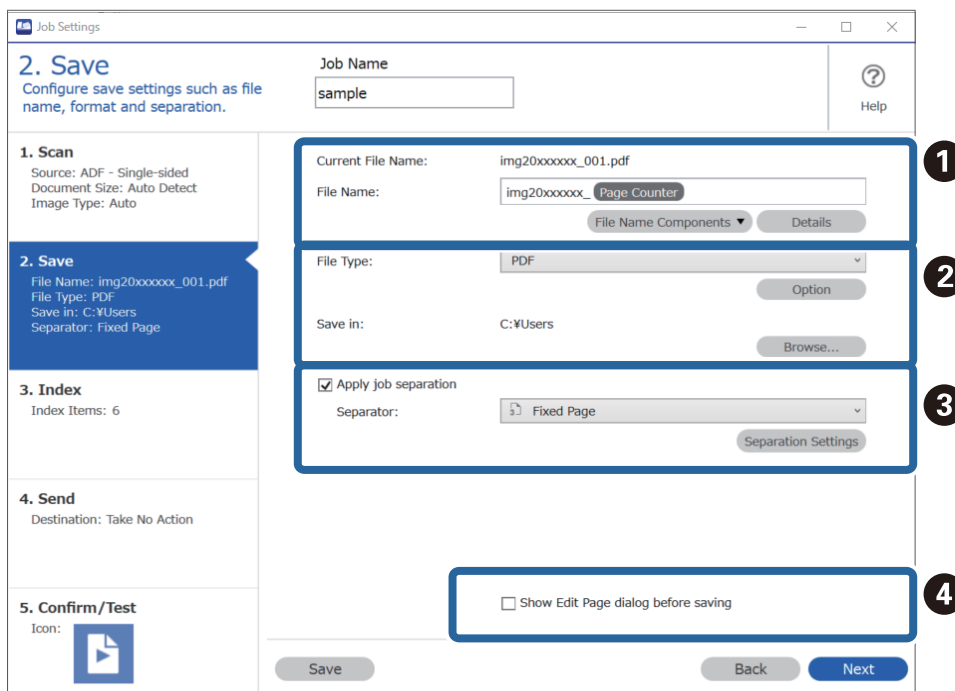 Job Settings
2. Save
Configure save settings such as file
name, format and separation.
Job Name
sample
Help
1. Scan
Source: ADF - Single-sided
Document Size: Auto Detect
Image Type: Auto
2. Save
File Name: img20xxxxxx_001.pdf
File Type: PDF
Save in: C:¥Users
Separator: Fixed Page
3. Index
Index Items: 6
4. Send
Destination: Take No Action
5. Confirm/Test
Icon:
Current File Name: img20xxxxxx_001.pdf
File Name: img20xxxxxx_ Page Counter
File Name Components ▼ Details
1
File Type: PDF
Option
Save in: C:¥Users
Browse...
2
Apply job separation
Separator: Fixed Page
Separation Settings
3
Show Edit Page dialog before saving
4
Save Back Next